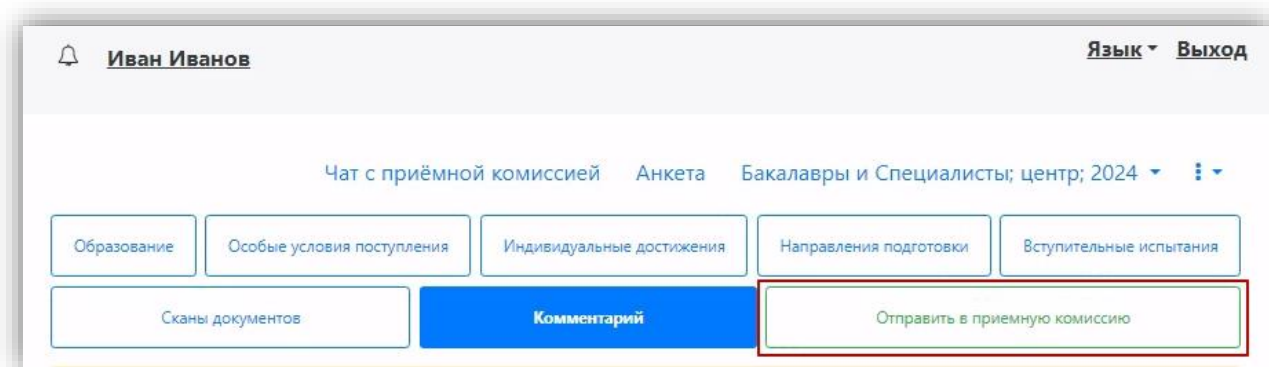 Иван Иванов Язык Выход
Чат с приёмной комиссией Анкета Бакалавры и Специалисты; центр; 2024
Образование Особые условия поступления Индивидуальные достижения Направления подготовки Вступительные испытания
Сканы документов Комментарий Отправить в приемную комиссию